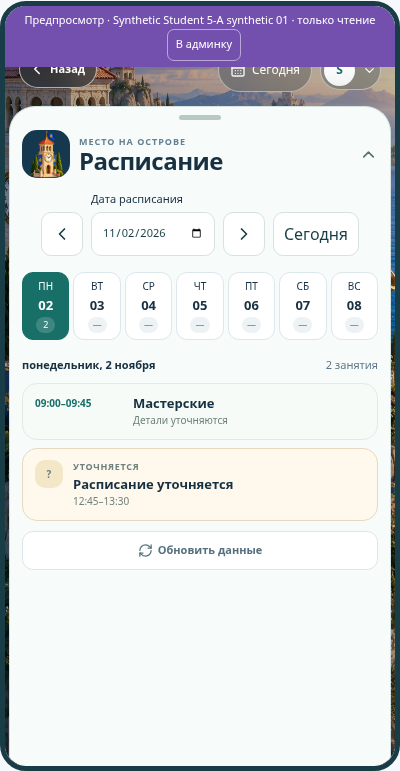 Предпросмотр · Synthetic Student 5-A synthetic 01 · только чтение
В админку
Назад
Сегодня
S
МЕСТО НА ОСТРОВЕ
Расписание
Дата расписания
11/02/2026
Сегодня
ПН ВТ СР ЧТ ПТ СБ ВС
02 03 04 05 06 07 08
2 — — — — — —
понедельник, 2 ноября 2 занятия
09:00–09:45 Мастерские
Детали уточняются
? УТОЧНЯЕТСЯ
Расписание уточняется
12:45–13:30
Обновить данные